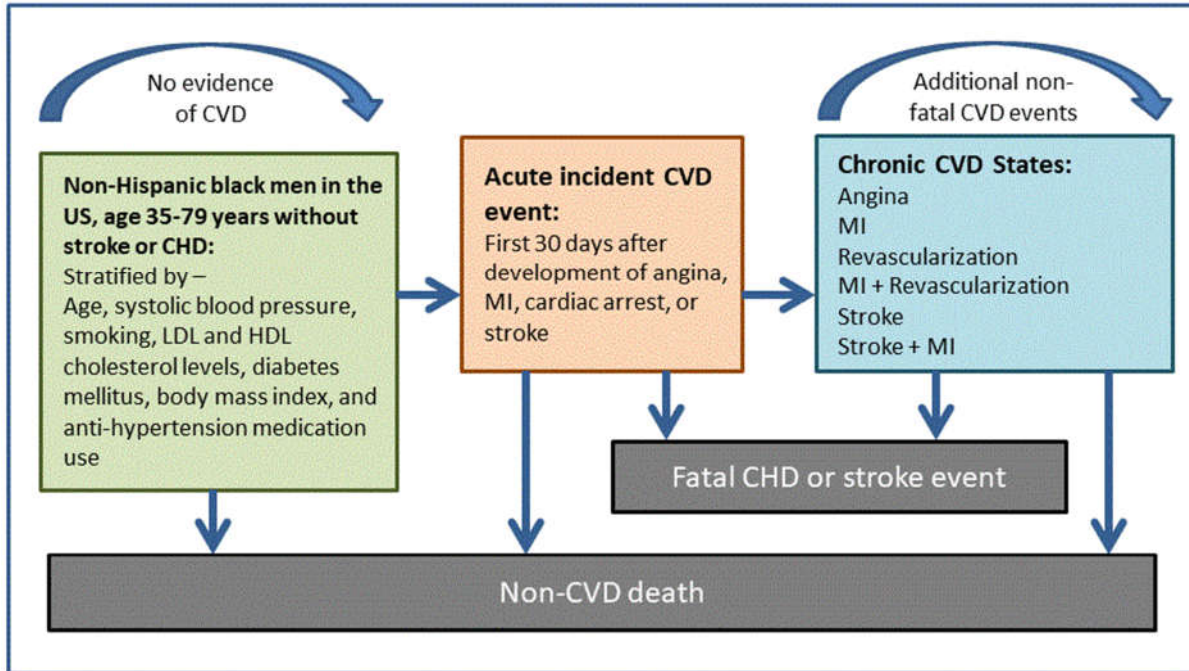 No evidence
of CVD
Additional non-
fatal CVD events
Non-Hispanic black men in the
US, age 35-79 years without
stroke or CHD:
Stratified by –
Age, systolic blood pressure,
smoking, LDL and HDL
cholesterol levels, diabetes
mellitus, body mass index, and
anti-hypertension medication
use
Acute incident CVD
event:
First 30 days after
development of angina,
MI, cardiac arrest, or
stroke
Chronic CVD States:
Angina
MI
Revascularization
MI + Revascularization
Stroke
Stroke + MI
Fatal CHD or stroke event
Non-CVD death